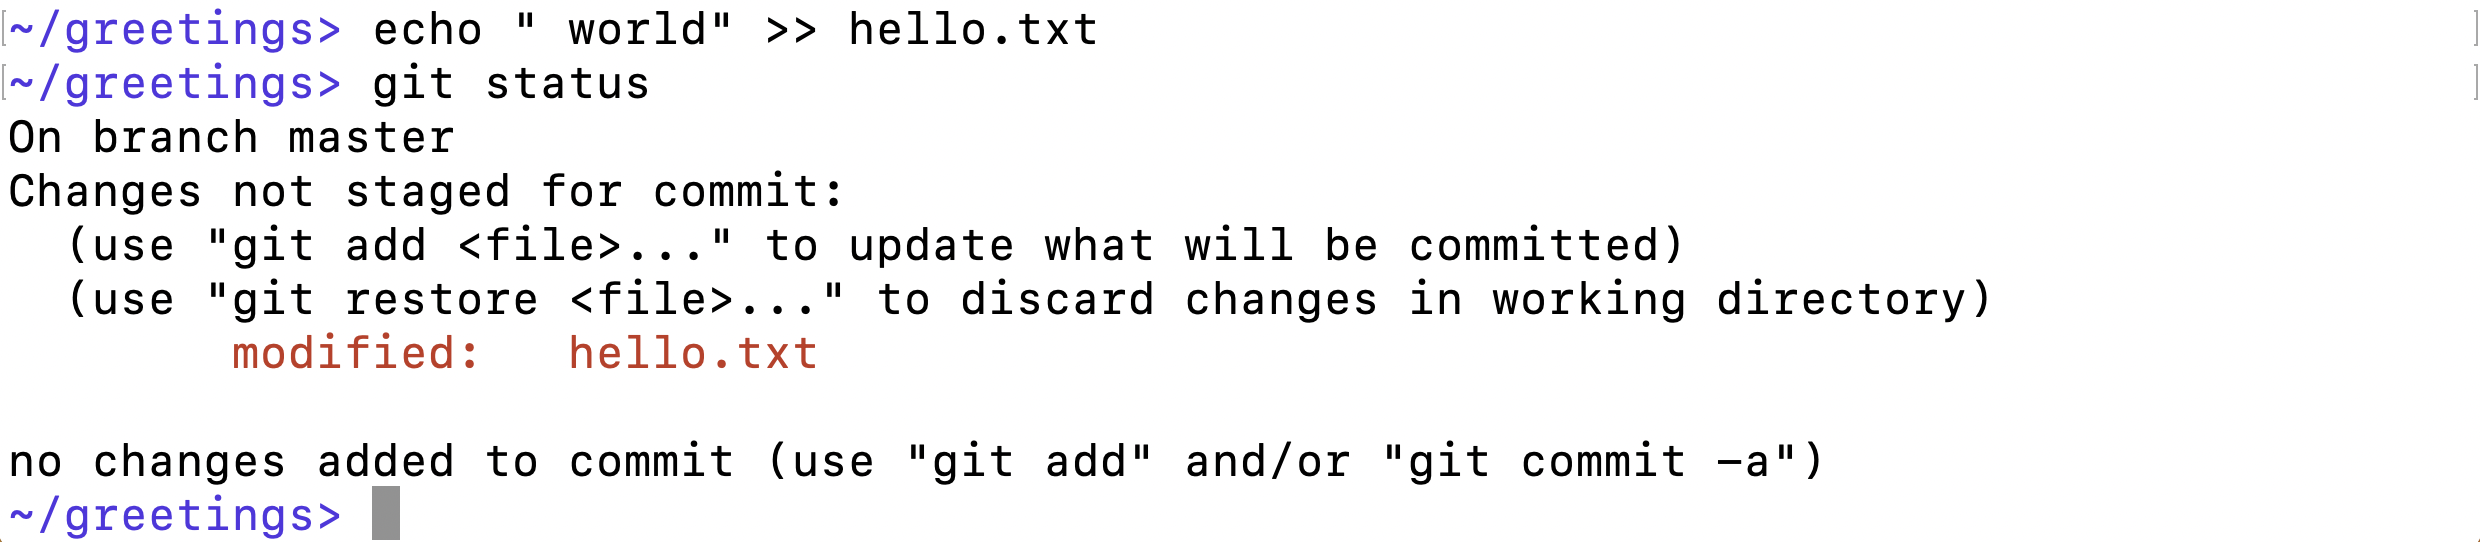 ~/greetings> echo " world" >> hello.txt
~/greetings> git status
On branch master
Changes not staged for commit:
  (use "git add <file>..." to update what will be committed)
  (use "git restore <file>..." to discard changes in working directory)
        modified:   hello.txt

no changes added to commit (use "git add" and/or "git commit -a")
~/greetings>